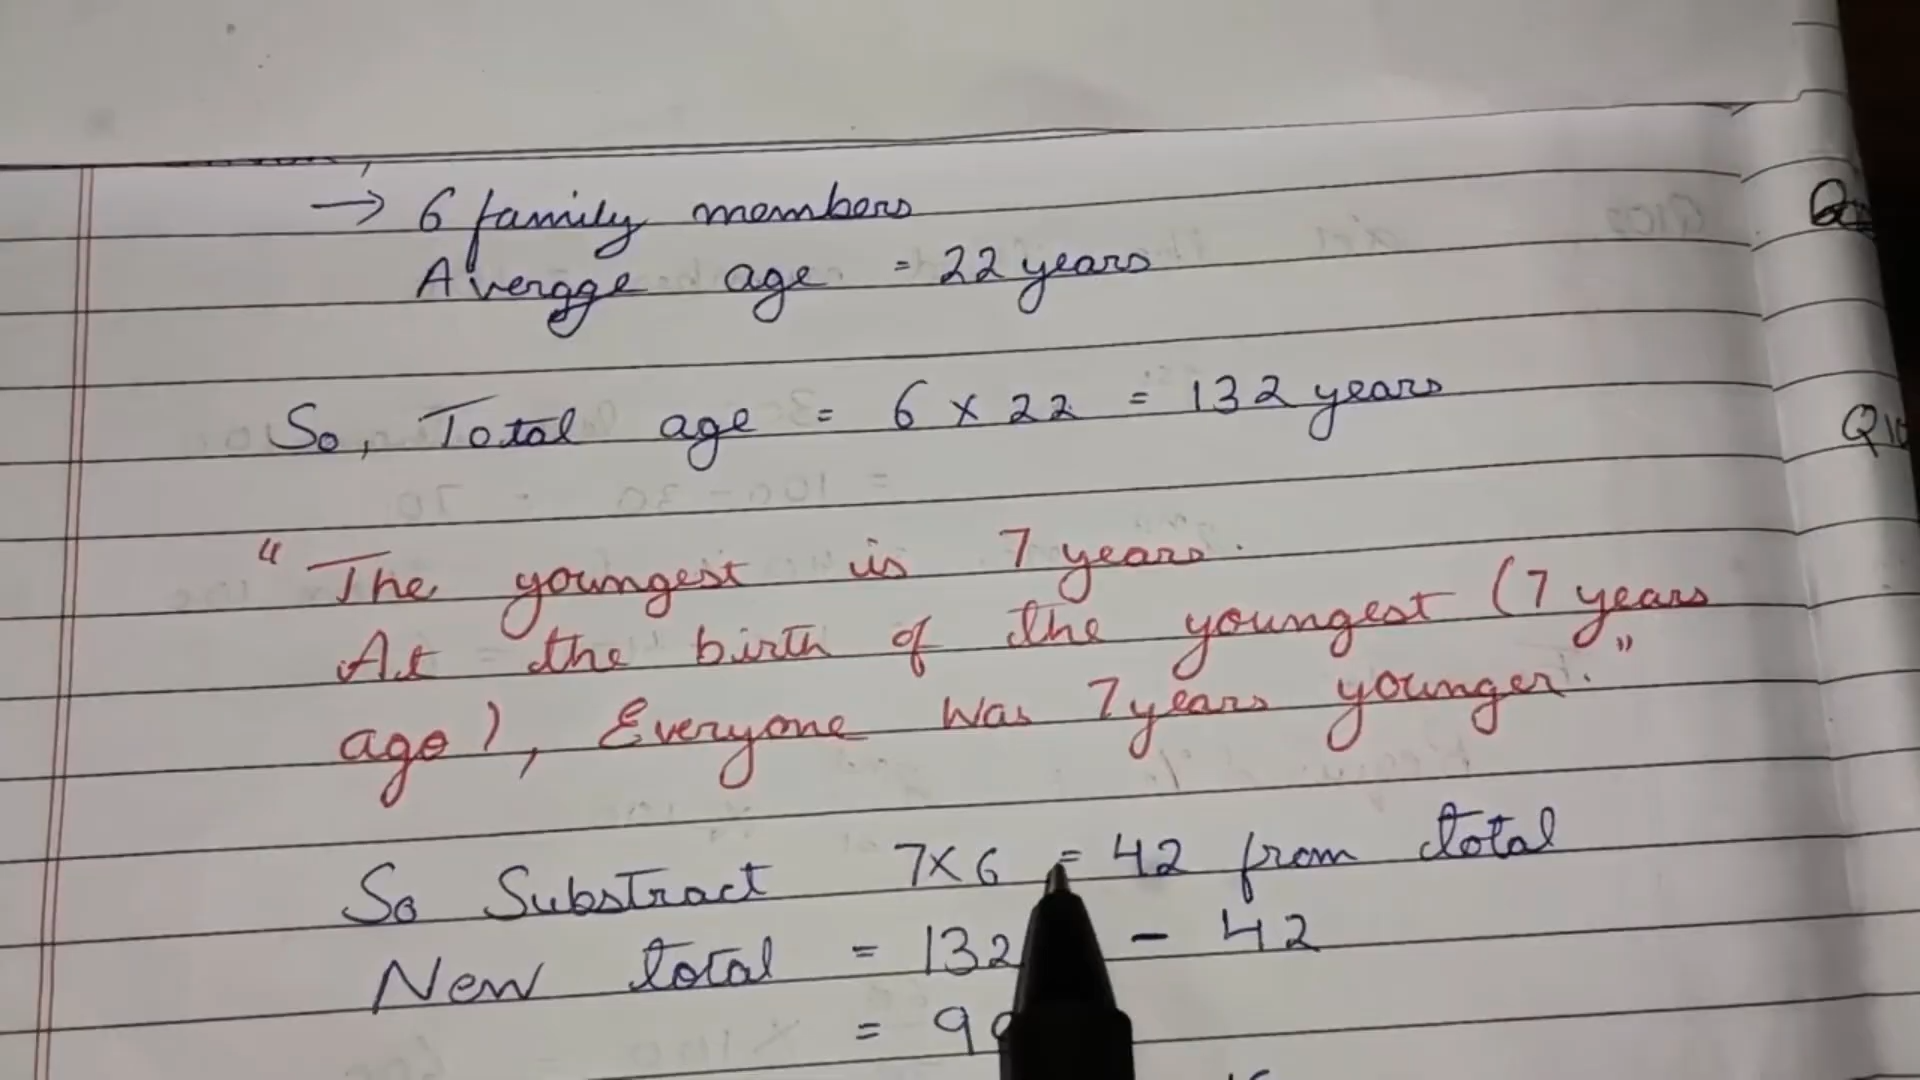 → 6 family members
Average age = 22 years
So, Total age = 6 × 22 = 132 years
“ The youngest is 7 years.
At the birth of the youngest (7 years
ago), Everyone was 7 years younger.”
So Substract 7×6 = 42 from total
New total = 132 - 42
= 90